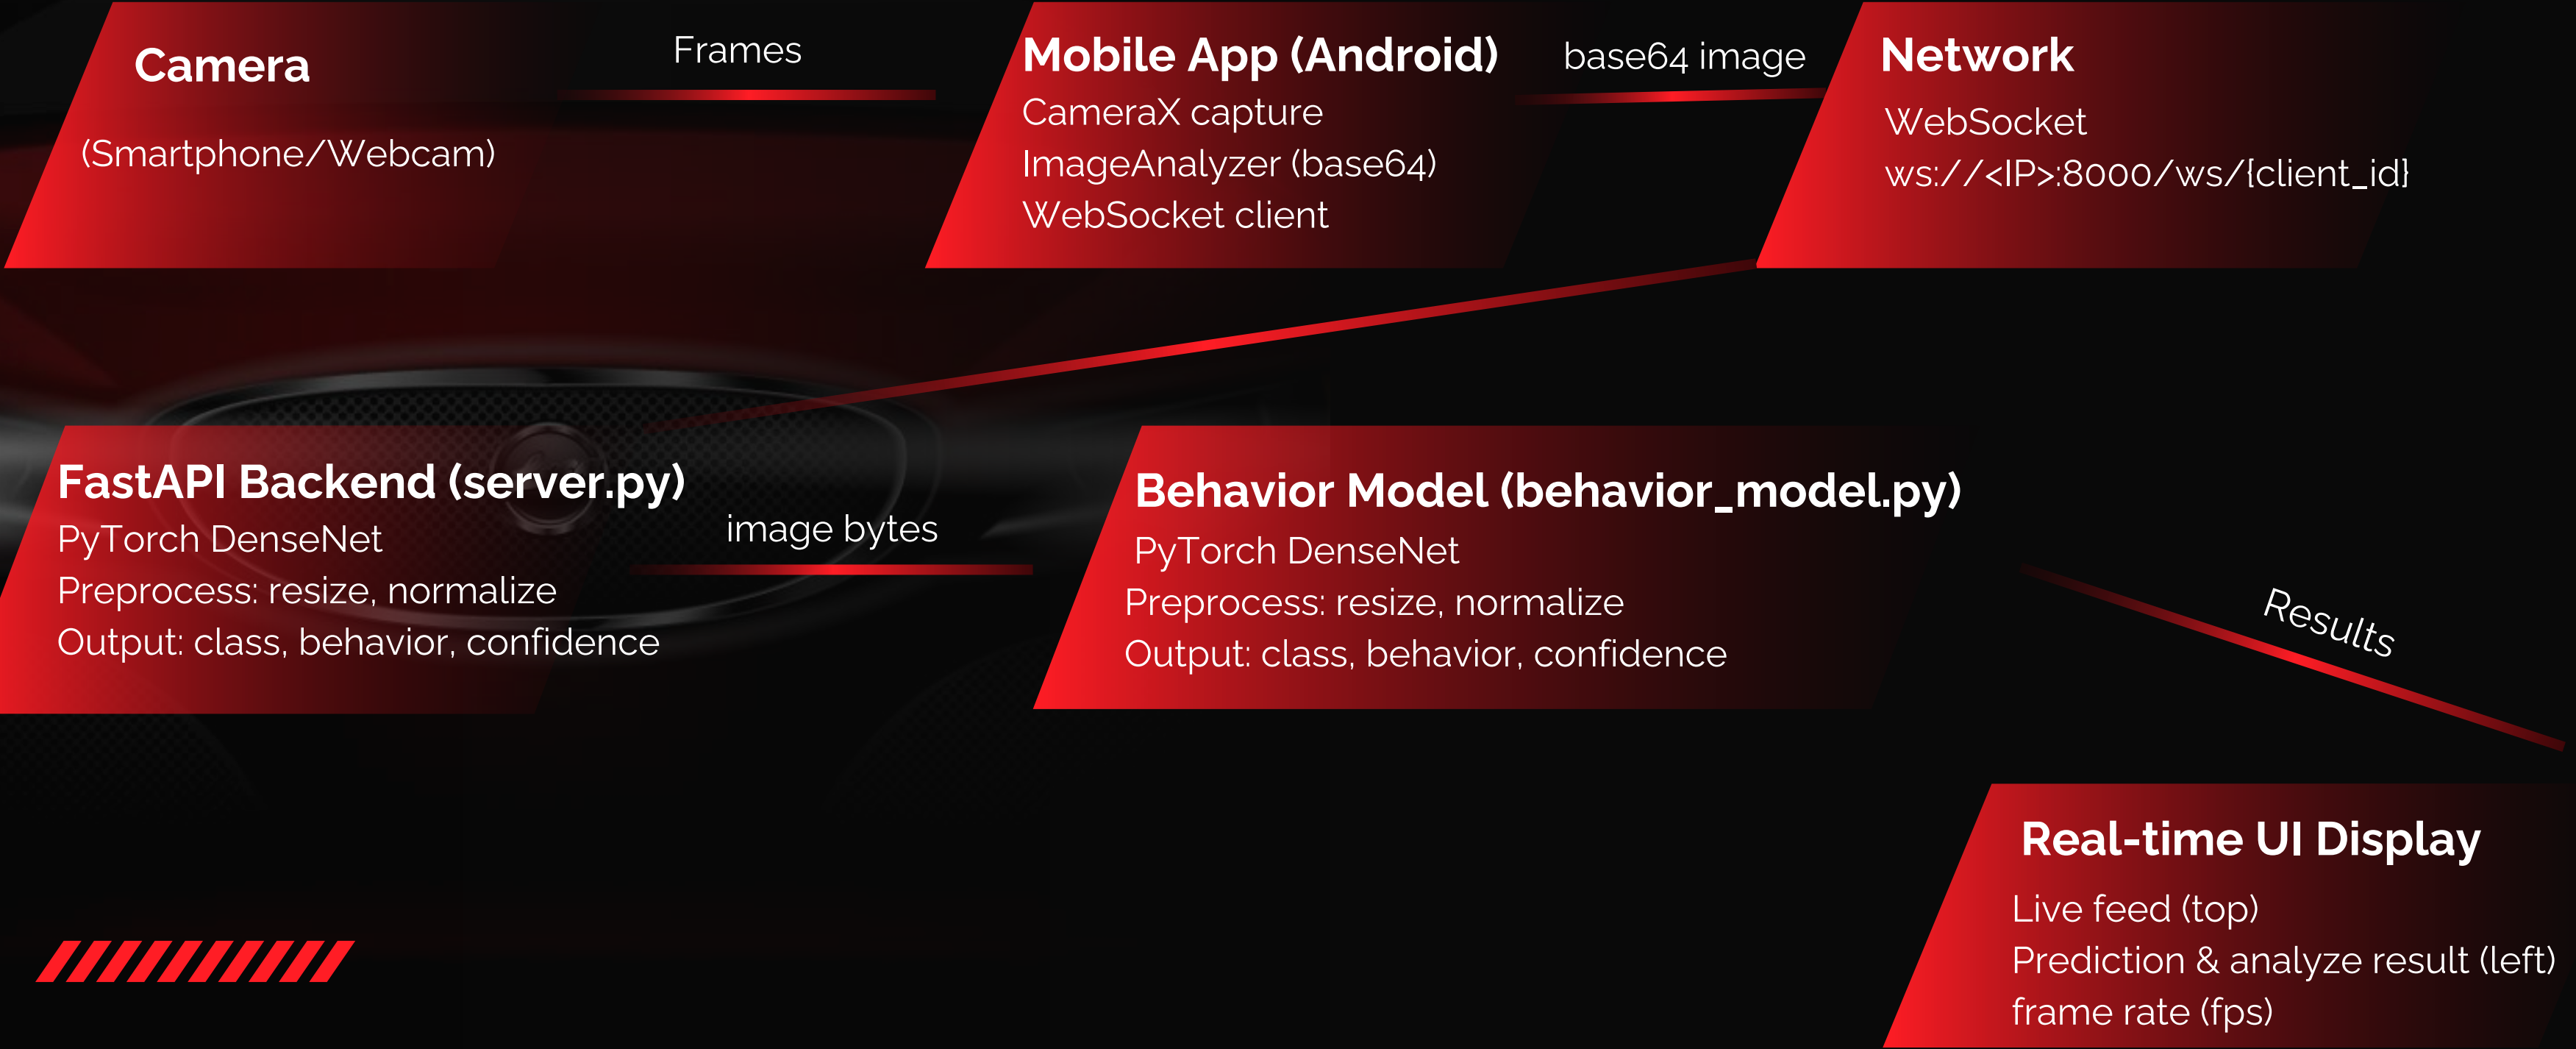 Camera
(Smartphone/Webcam)
Frames
Mobile App (Android)
CameraX capture
ImageAnalyzer (base64)
WebSocket client
base64 image
Network
WebSocket
ws://<IP>:8000/ws/{client_id}
FastAPI Backend (server.py)
PyTorch DenseNet
Preprocess: resize, normalize
Output: class, behavior, confidence
image bytes
Behavior Model (behavior_model.py)
PyTorch DenseNet
Preprocess: resize, normalize
Output: class, behavior, confidence
Results
Real-time UI Display
Live feed (top)
Prediction & analyze result (left)
frame rate (fps)